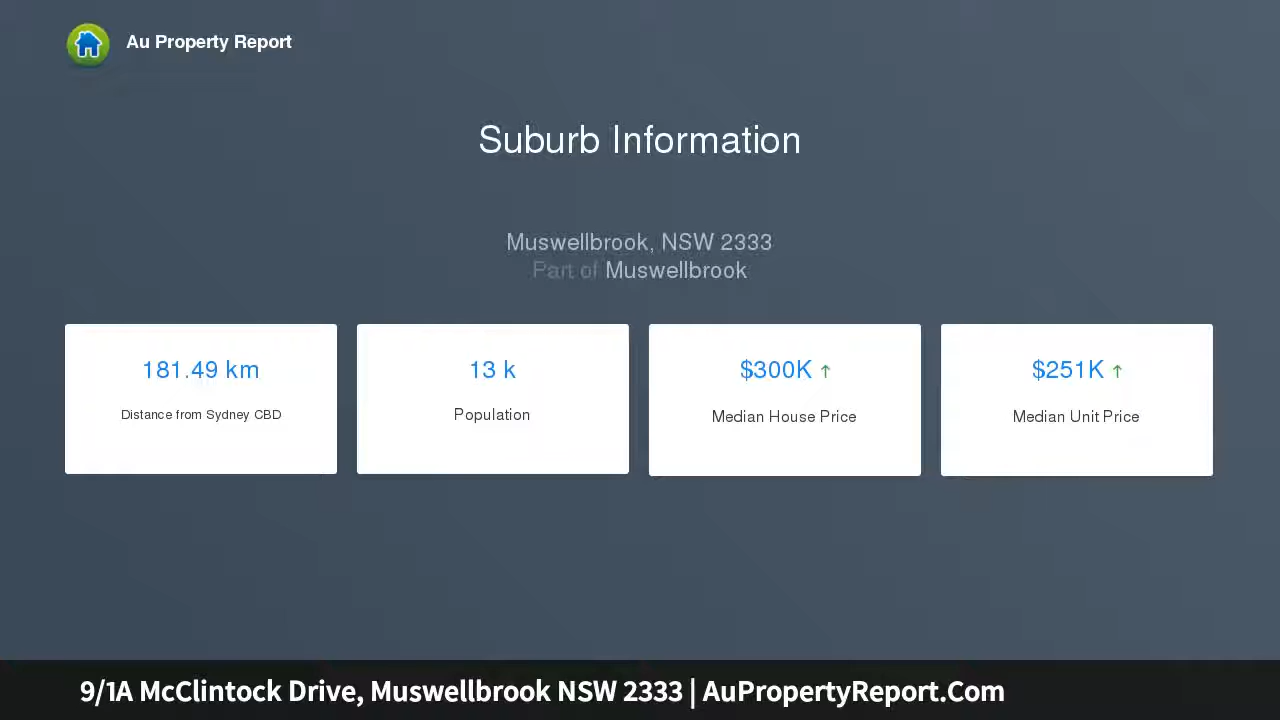 Au Property Report
Suburb Information
Muswellbrook, NSW 2333
Part of Muswellbrook
181.49 km
Distance from Sydney CBD
13 k
Population
$300K ↑
Median House Price
$251K ↑
Median Unit Price
9/1A McClintock Drive, Muswellbrook NSW 2333 | AuPropertyReport.Com